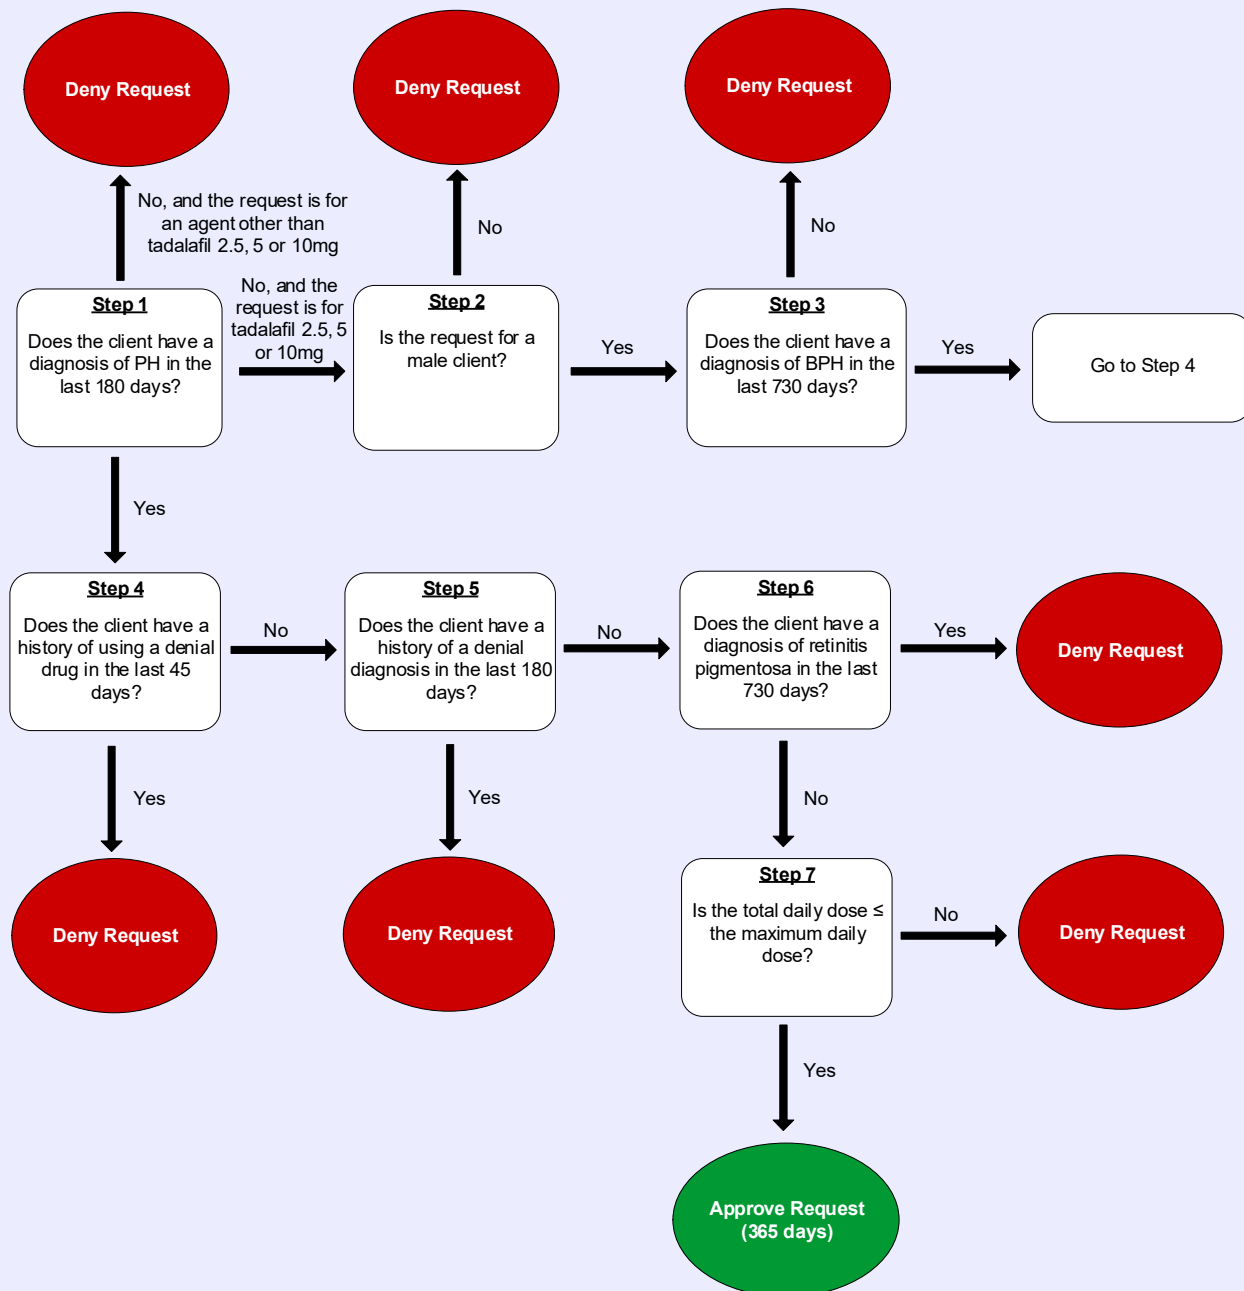 Deny Request
Deny Request
Deny Request
No, and the request is for
an agent other than
tadalafil 2.5, 5 or 10mg
No
No
Step 1
Does the client have a
diagnosis of PH in the
last 180 days?
No, and the
request is for
tadalafil 2.5, 5
or 10mg
Step 2
Is the request for a
male client?
Yes
Step 3
Does the client have a
diagnosis of BPH in the
last 730 days?
Yes
Go to Step 4
Yes
Step 4
Does the client have a
history of using a denial
drug in the last 45
days?
No
Step 5
Does the client have a
history of a denial
diagnosis in the last 180
days?
No
Step 6
Does the client have a
diagnosis of retinitis
pigmentosa in the last
730 days?
Yes
Deny Request
Yes
Yes
No
Deny Request
Deny Request
Step 7
Is the total daily dose ≤
the maximum daily
dose?
No
Deny Request
Yes
Approve Request
(365 days)